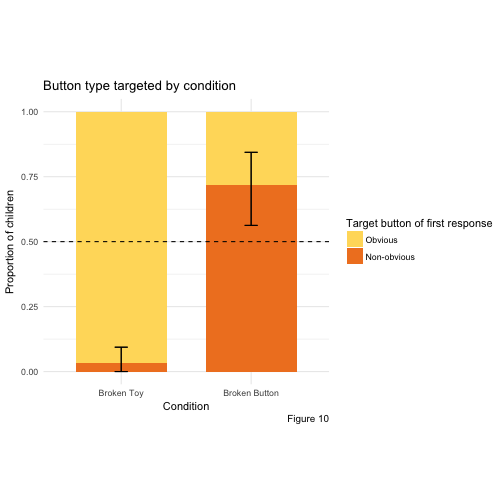 Button type targeted by condition
1.00
0.75
0.50
0.25
0.00
Proportion of children
Broken Toy
Broken Button
Condition
Target button of first response
Obvious
Non-obvious
Figure 10